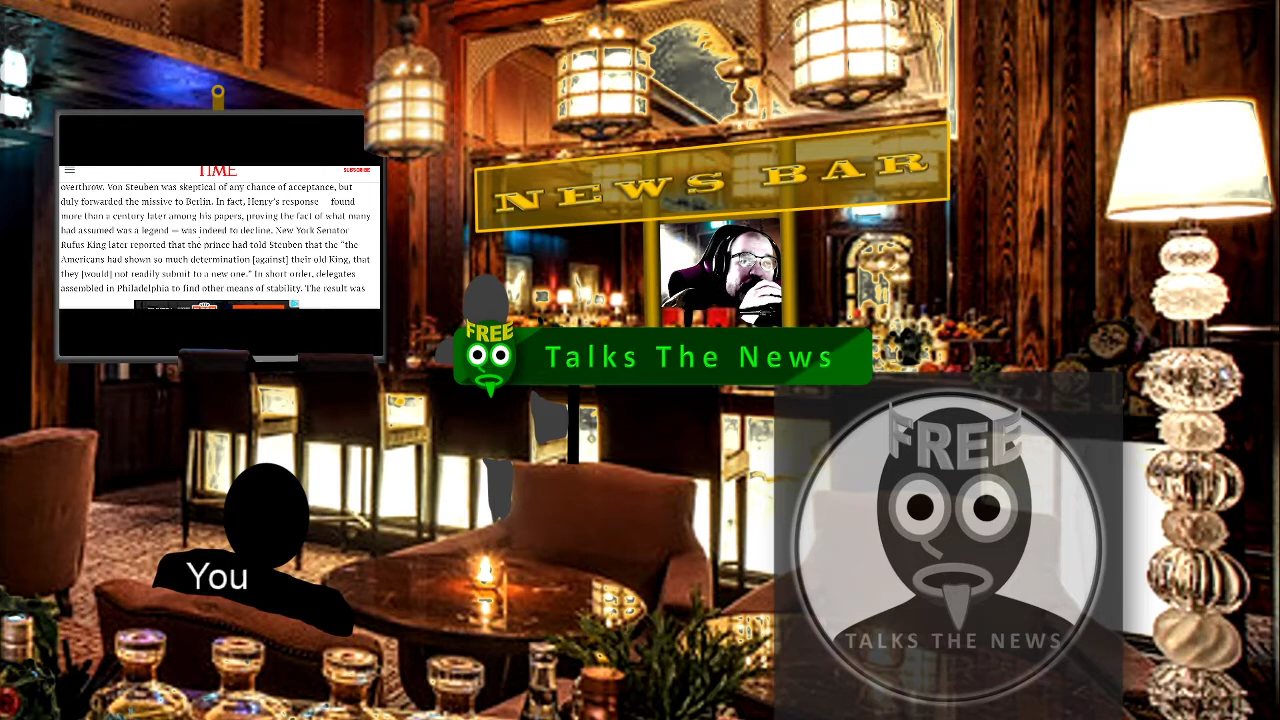 TIME
SUBSCRIBE
overthrow. Von Steuben was skeptical of any chance of acceptance, but
duly forwarded the missive to Berlin. In fact, Henry's response — found
more than a century later among his papers, proving the fact of what many
had assumed was a legend — was indeed to decline. New York Senator
Rufus King later reported that the prince had told Steuben that the "the
Americans had shown so much determination [against] their old King, that
they [would] not readily submit to a new one." In short order, delegates
assembled in Philadelphia to find other means of stability. The result was
NEWS BAR
FREE
Talks The News
You
FREE
TALKS THE NEWS